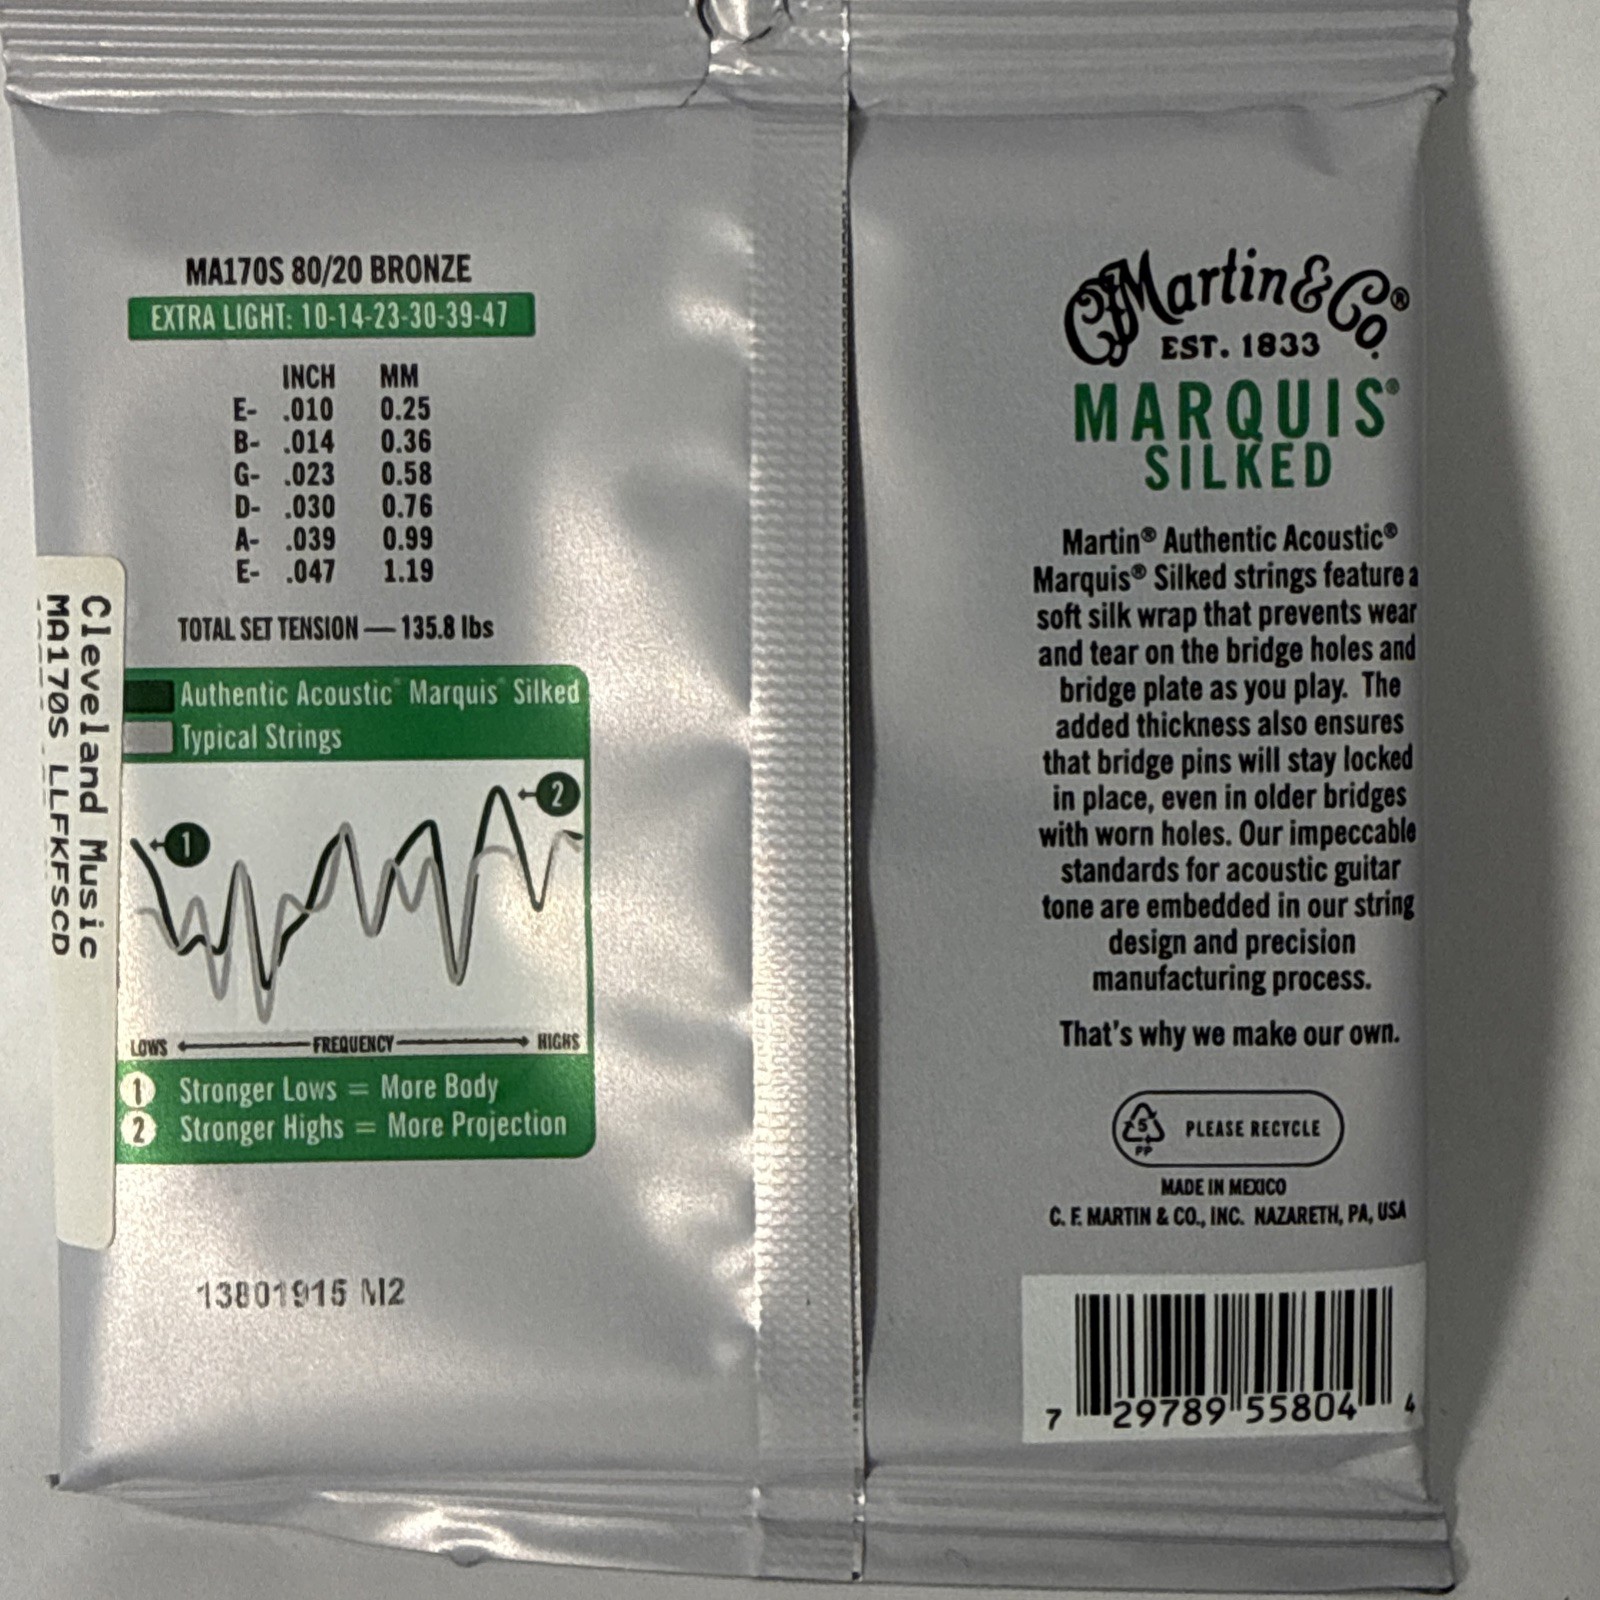 MA170S 80/20 BRONZE
EXTRA LIGHT: 10-14-23-30-39-47
INCH MM
E- .010 0.25
B- .014 0.36
G- .023 0.58
D- .030 0.76
A- .039 0.99
E- .047 1.19
TOTAL SET TENSION — 135.8 lbs
Authentic Acoustic® Marquis® Silked
Typical Strings
1
2
LOWS FREQUENCY HIGHS
1 Stronger Lows = More Body
2 Stronger Highs = More Projection
13801915 M2
Cleveland Music
MA170S LLFKFSCD
CF Martin & Co.®
EST. 1833
MARQUIS®
SILKED
Martin® Authentic Acoustic®
Marquis® Silked strings feature a
soft silk wrap that prevents wear
and tear on the bridge holes and
bridge plate as you play. The
added thickness also ensures
that bridge pins will stay locked
in place, even in older bridges
with worn holes. Our impeccable
standards for acoustic guitar
tone are embedded in our string
design and precision
manufacturing process.
That's why we make our own.
5
PP
PLEASE RECYCLE
MADE IN MEXICO
C. F. MARTIN & CO., INC. NAZARETH, PA, USA
7 29789 55804 4